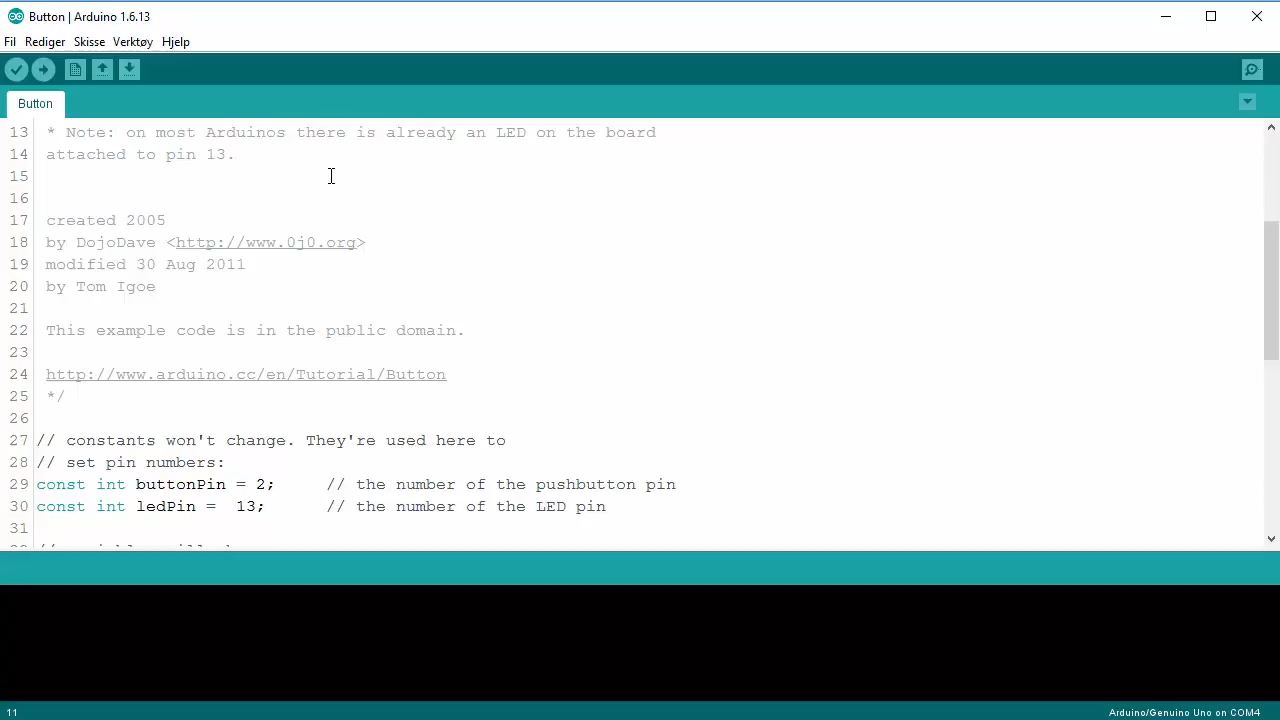 Button | Arduino 1.6.13
Fil Rediger Skisse Verktøy Hjelp
Button
13 * Note: on most Arduinos there is already an LED on the board
14 attached to pin 13.
15
16
17 created 2005
18 by DojoDave <http://www.0j0.org>
19 modified 30 Aug 2011
20 by Tom Igoe
21
22 This example code is in the public domain.
23
24 http://www.arduino.cc/en/Tutorial/Button
25 */
26
27 // constants won't change. They're used here to
28 // set pin numbers:
29 const int buttonPin = 2;     // the number of the pushbutton pin
30 const int ledPin =  13;      // the number of the LED pin
31
11
Arduino/Genuino Uno on COM4